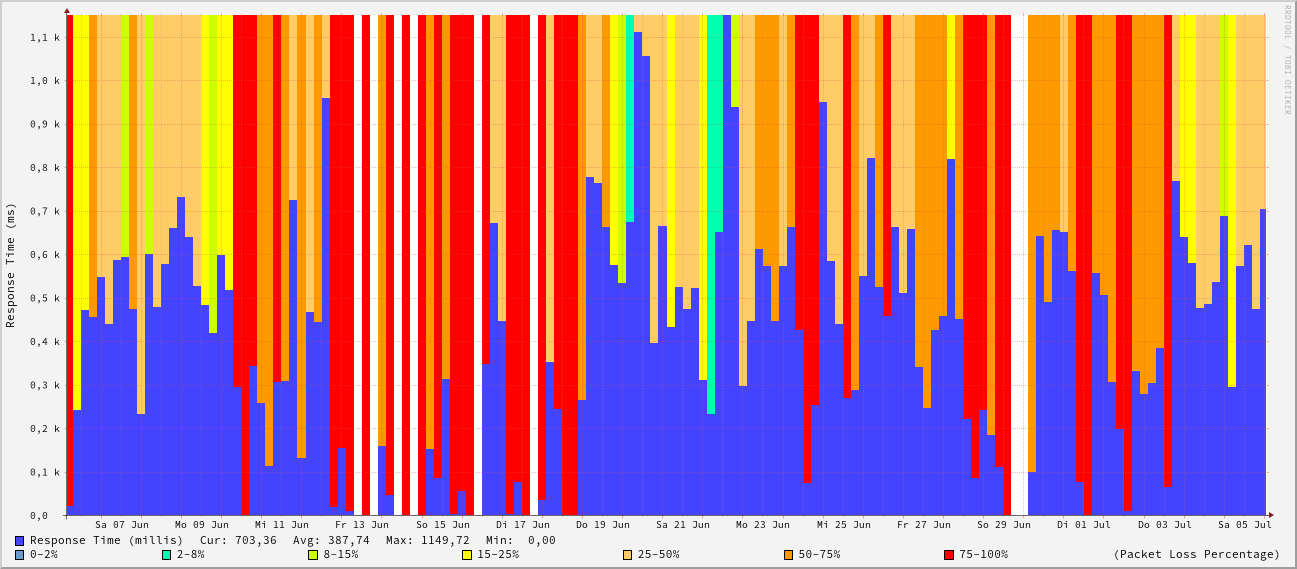 RRDTOOL / TOBI OETIKER
Response Time (ms)
1,1 k
1,0 k
0,9 k
0,8 k
0,7 k
0,6 k
0,5 k
0,4 k
0,3 k
0,2 k
0,1 k
0,0
Sa 07 Jun Mo 09 Jun Mi 11 Jun Fr 13 Jun So 15 Jun Di 17 Jun Do 19 Jun Sa 21 Jun Mo 23 Jun Mi 25 Jun Fr 27 Jun So 29 Jun Di 01 Jul Do 03 Jul Sa 05 Jul
Response Time (millis) Cur: 703,36 Avg: 387,74 Max: 1149,72 Min: 0,00
0-2% 2-8% 8-15% 15-25% 25-50% 50-75% 75-100% (Packet Loss Percentage)